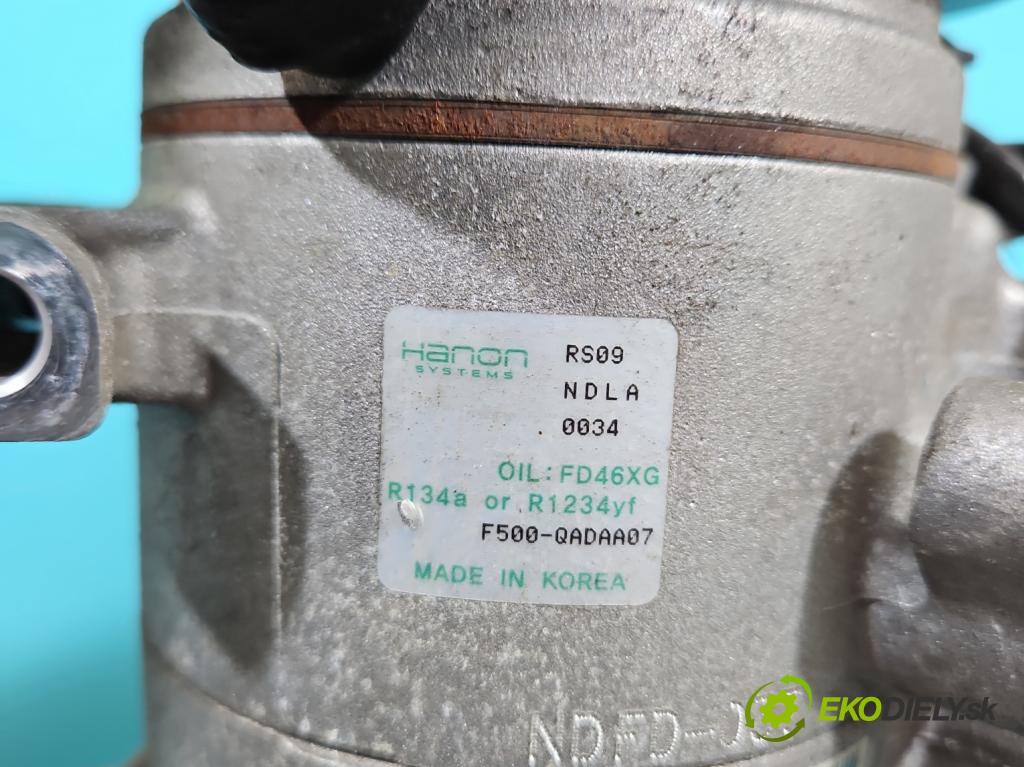 Hanon RS09
SYSTEMS
NDLA
0034
OIL: FD46XG
R134a or R1234yf
F500-QADAA07
MADE IN KOREA
EKODIELY.sk